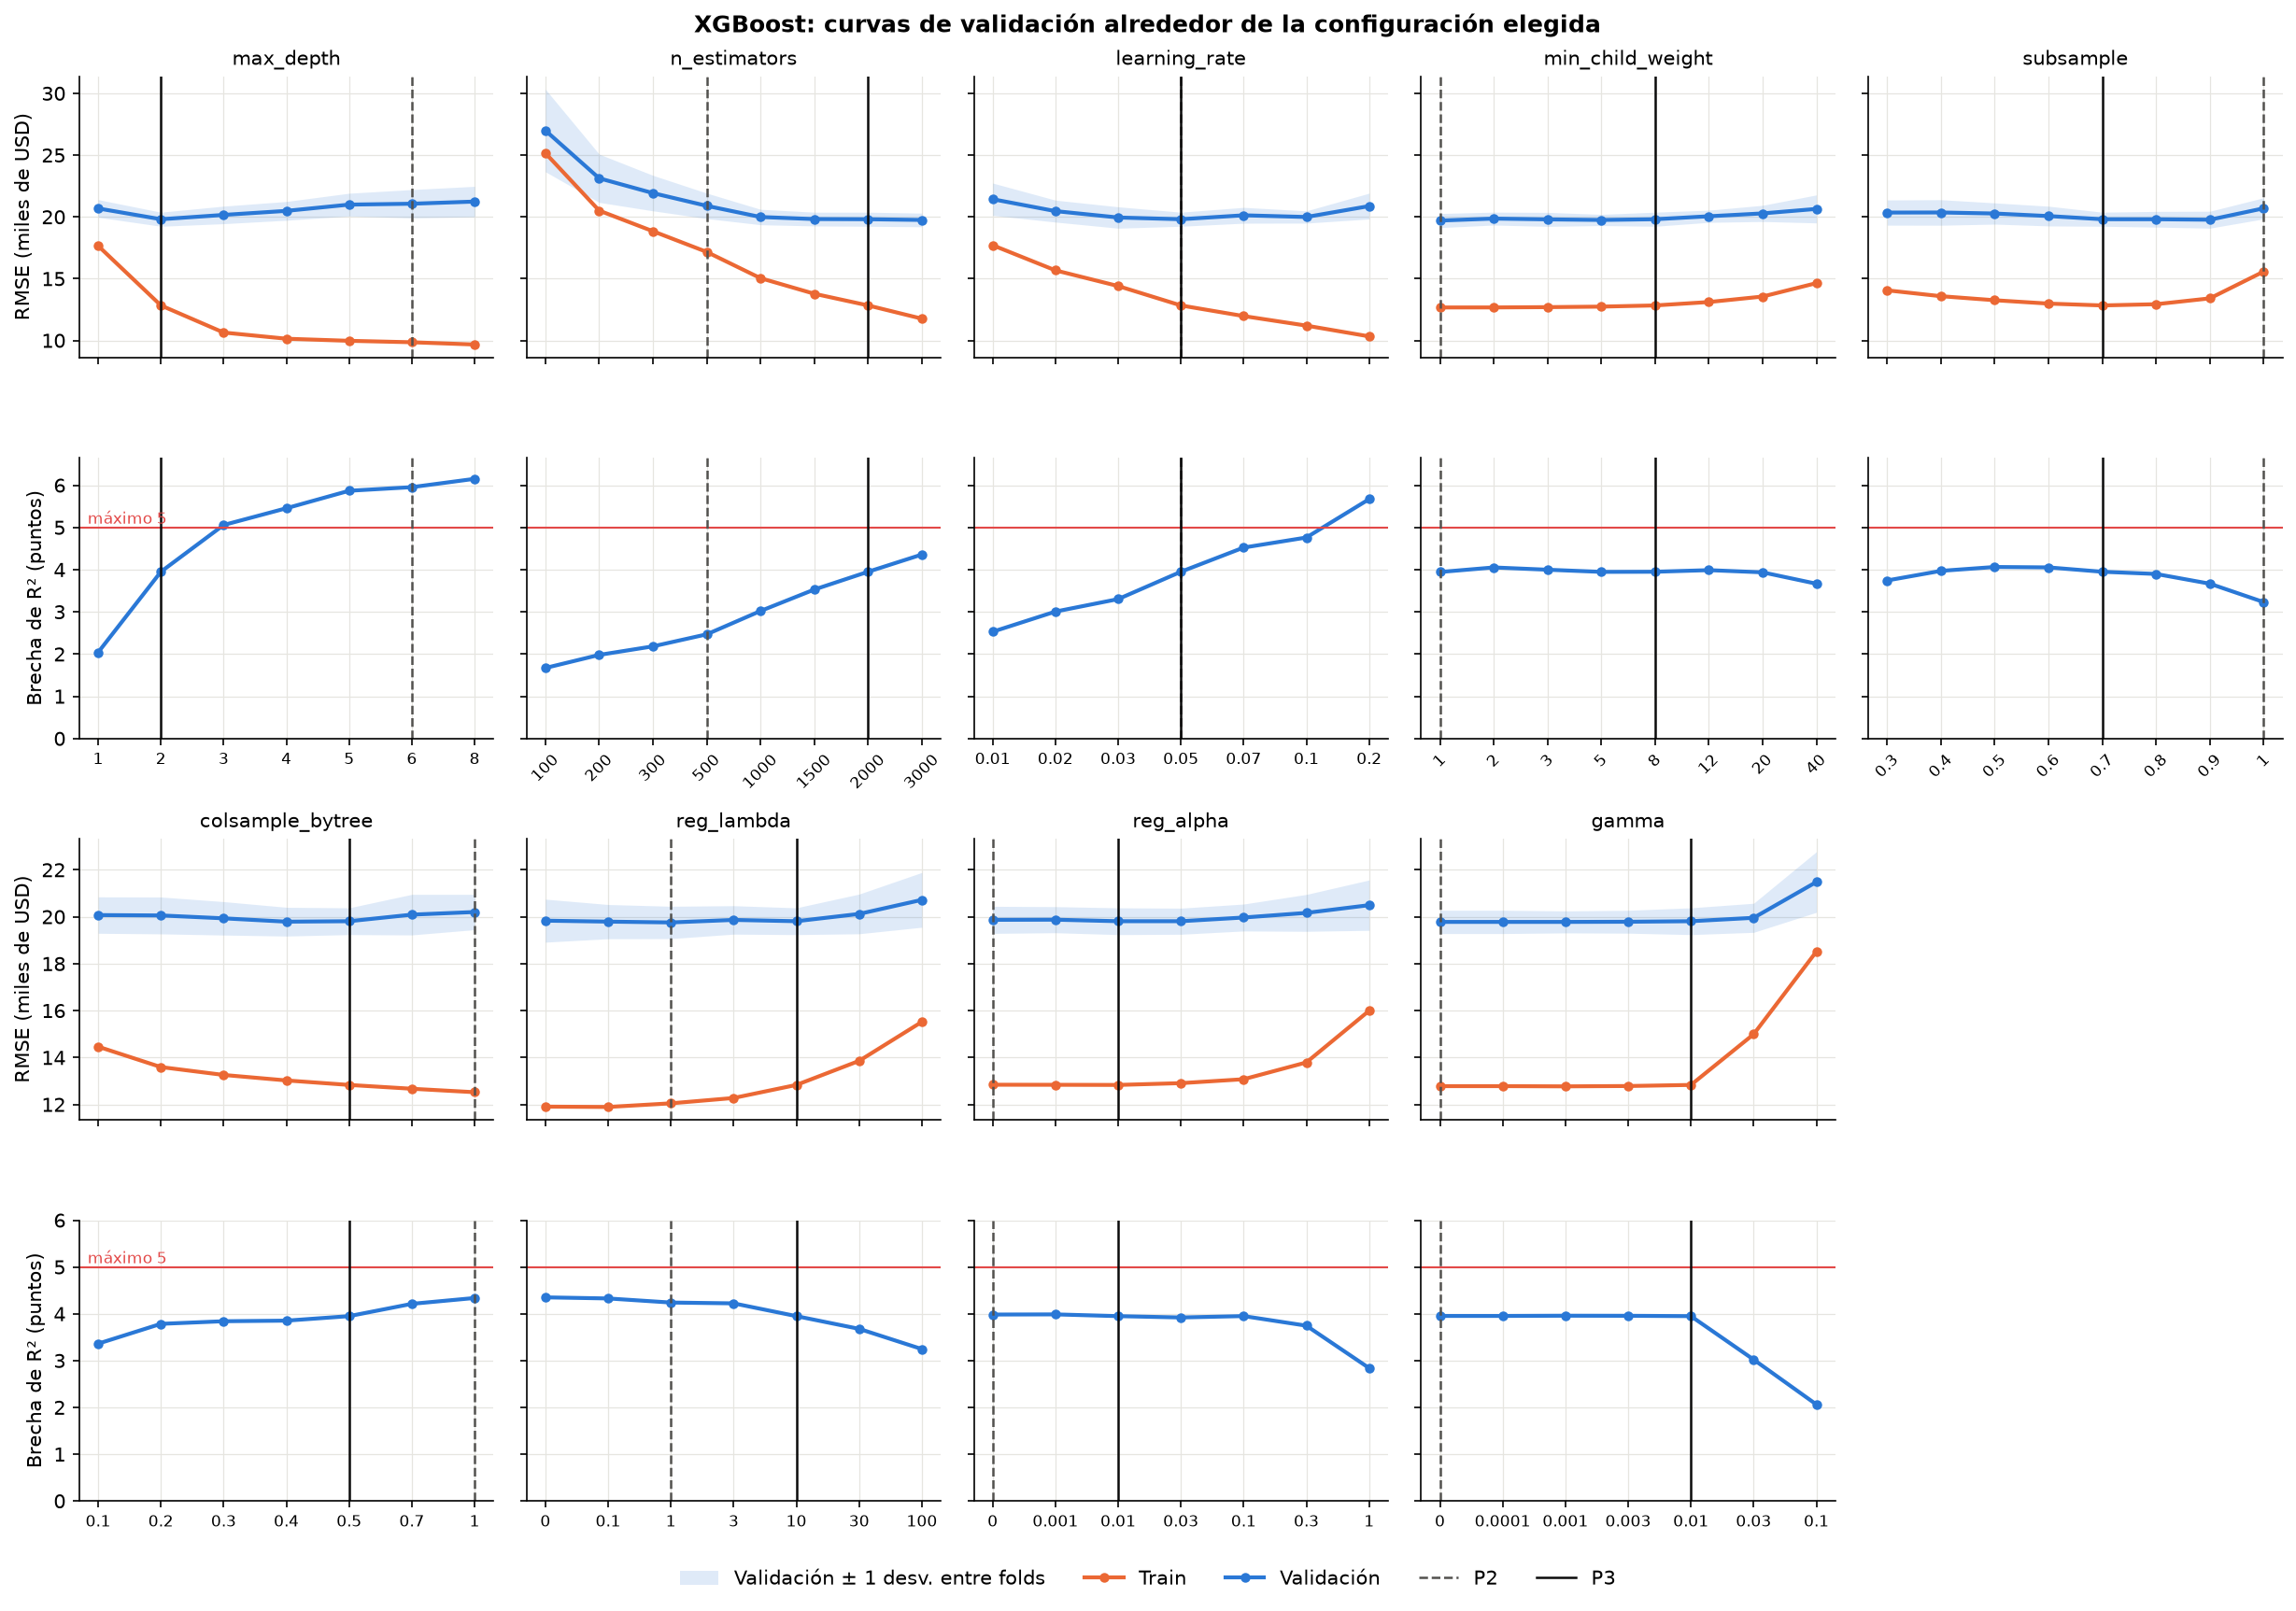 XGBoost: curvas de validación alrededor de la configuración elegida
max_depth n_estimators learning_rate min_child_weight subsample
RMSE (miles de USD)
30
25
20
15
10
Brecha de R² (puntos)
6
5
4
3
2
1
0
máximo 5
1 2 3 4 5 6 8
100 200 300 500 1000 1500 2000 3000
0.01 0.02 0.03 0.05 0.07 0.1 0.2
1 2 3 5 8 12 20 40
0.3 0.4 0.5 0.6 0.7 0.8 0.9 1
colsample_bytree reg_lambda reg_alpha gamma
RMSE (miles de USD)
22
20
18
16
14
12
Brecha de R² (puntos)
6
5
4
3
2
1
0
máximo 5
0.1 0.2 0.3 0.4 0.5 0.7 1
0 0.1 1 3 10 30 100
0 0.001 0.01 0.03 0.1 0.3 1
0 0.0001 0.001 0.003 0.01 0.03 0.1
Validación ± 1 desv. entre folds Train Validación P2 P3